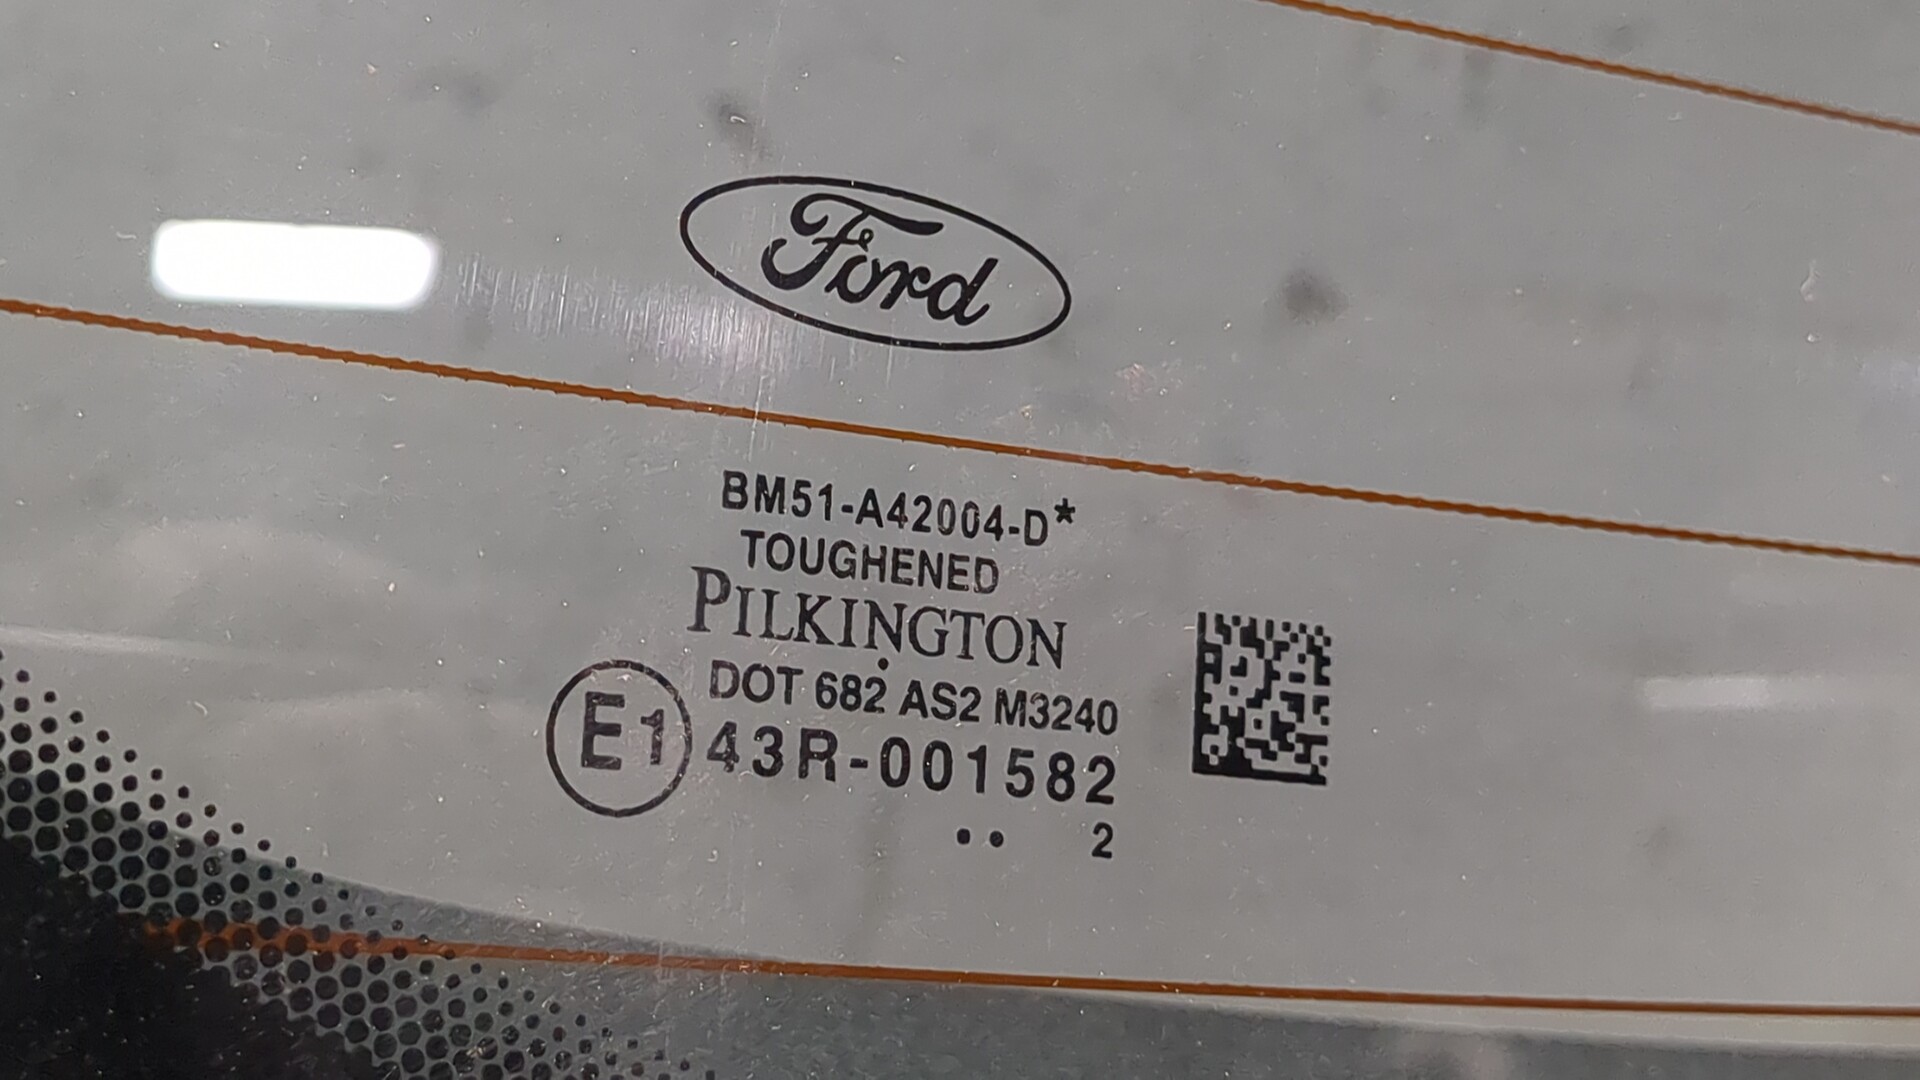 Ford
BM51-A42004-D*
TOUGHENED
PILKINGTON
DOT 682 AS2 M3240
E1 43R-001582
.. 2